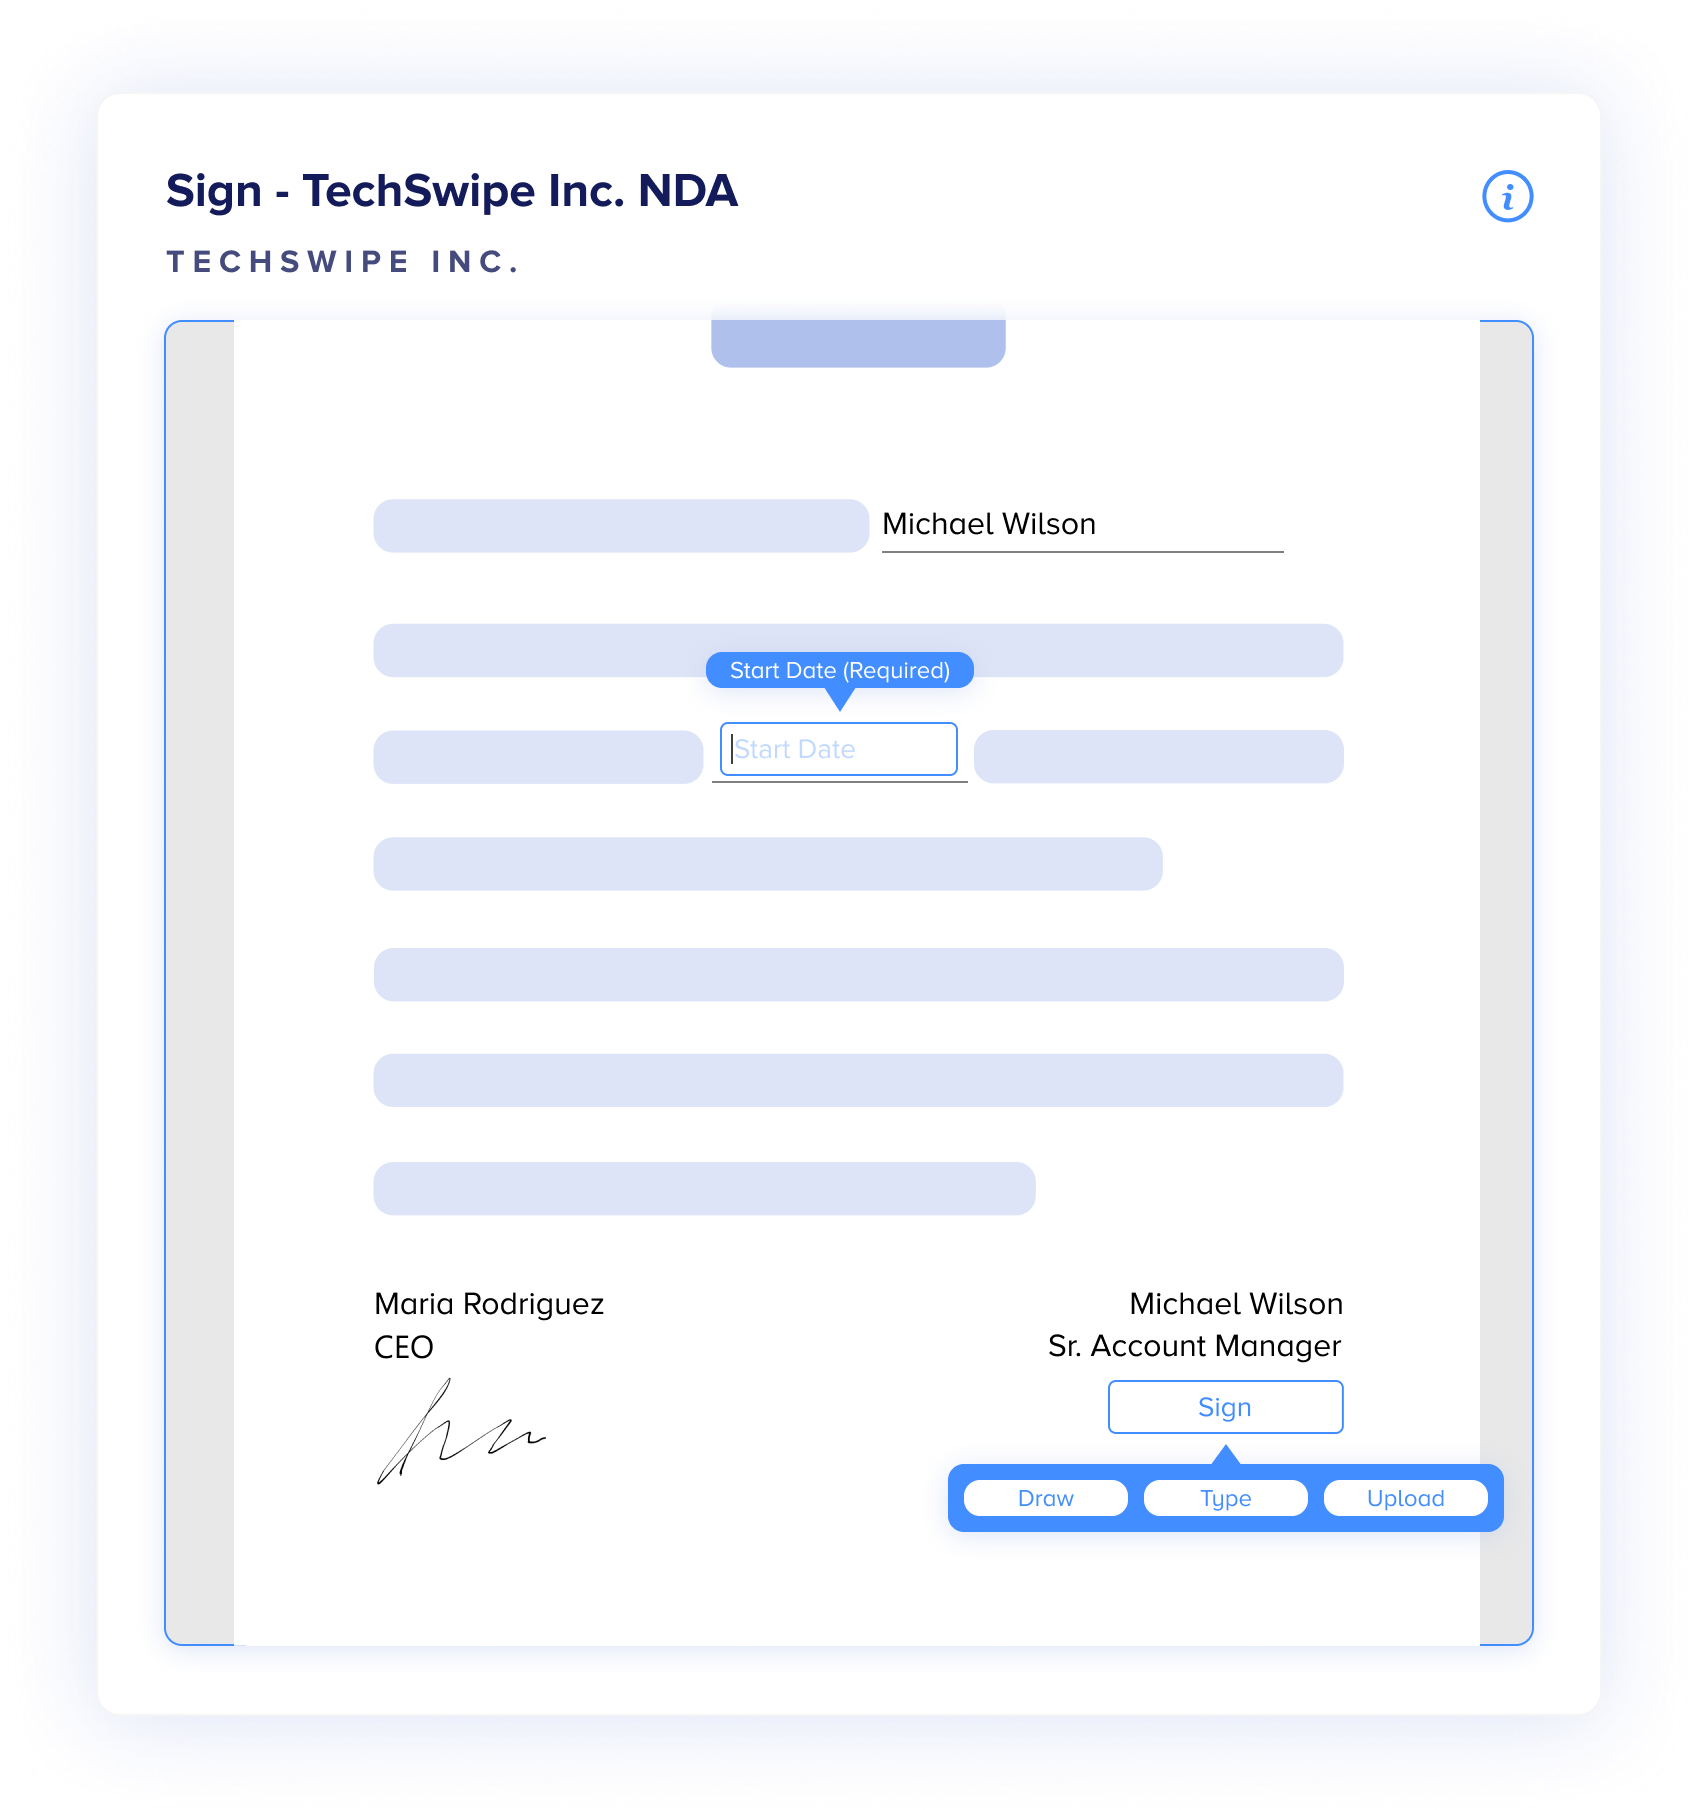 Sign - TechSwipe Inc. NDA
TECHSWIPE INC.
Michael Wilson
Start Date (Required)
Start Date
Maria Rodriguez
CEO
Michael Wilson
Sr. Account Manager
Sign
Draw Type Upload